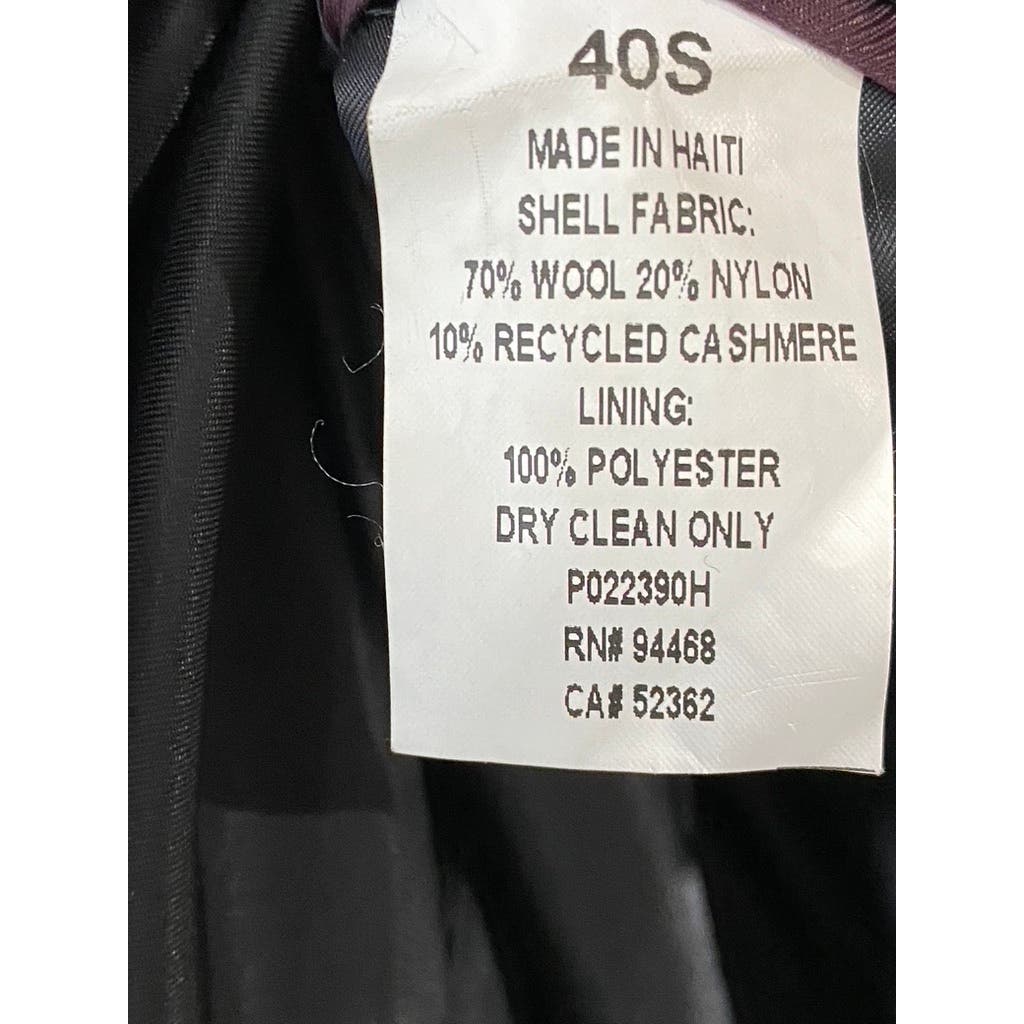 40S
MADE IN HAITI
SHELL FABRIC:
70% WOOL 20% NYLON
10% RECYCLED CASHMERE
LINING:
100% POLYESTER
DRY CLEAN ONLY
P022390H
RN# 94468
CA# 52362